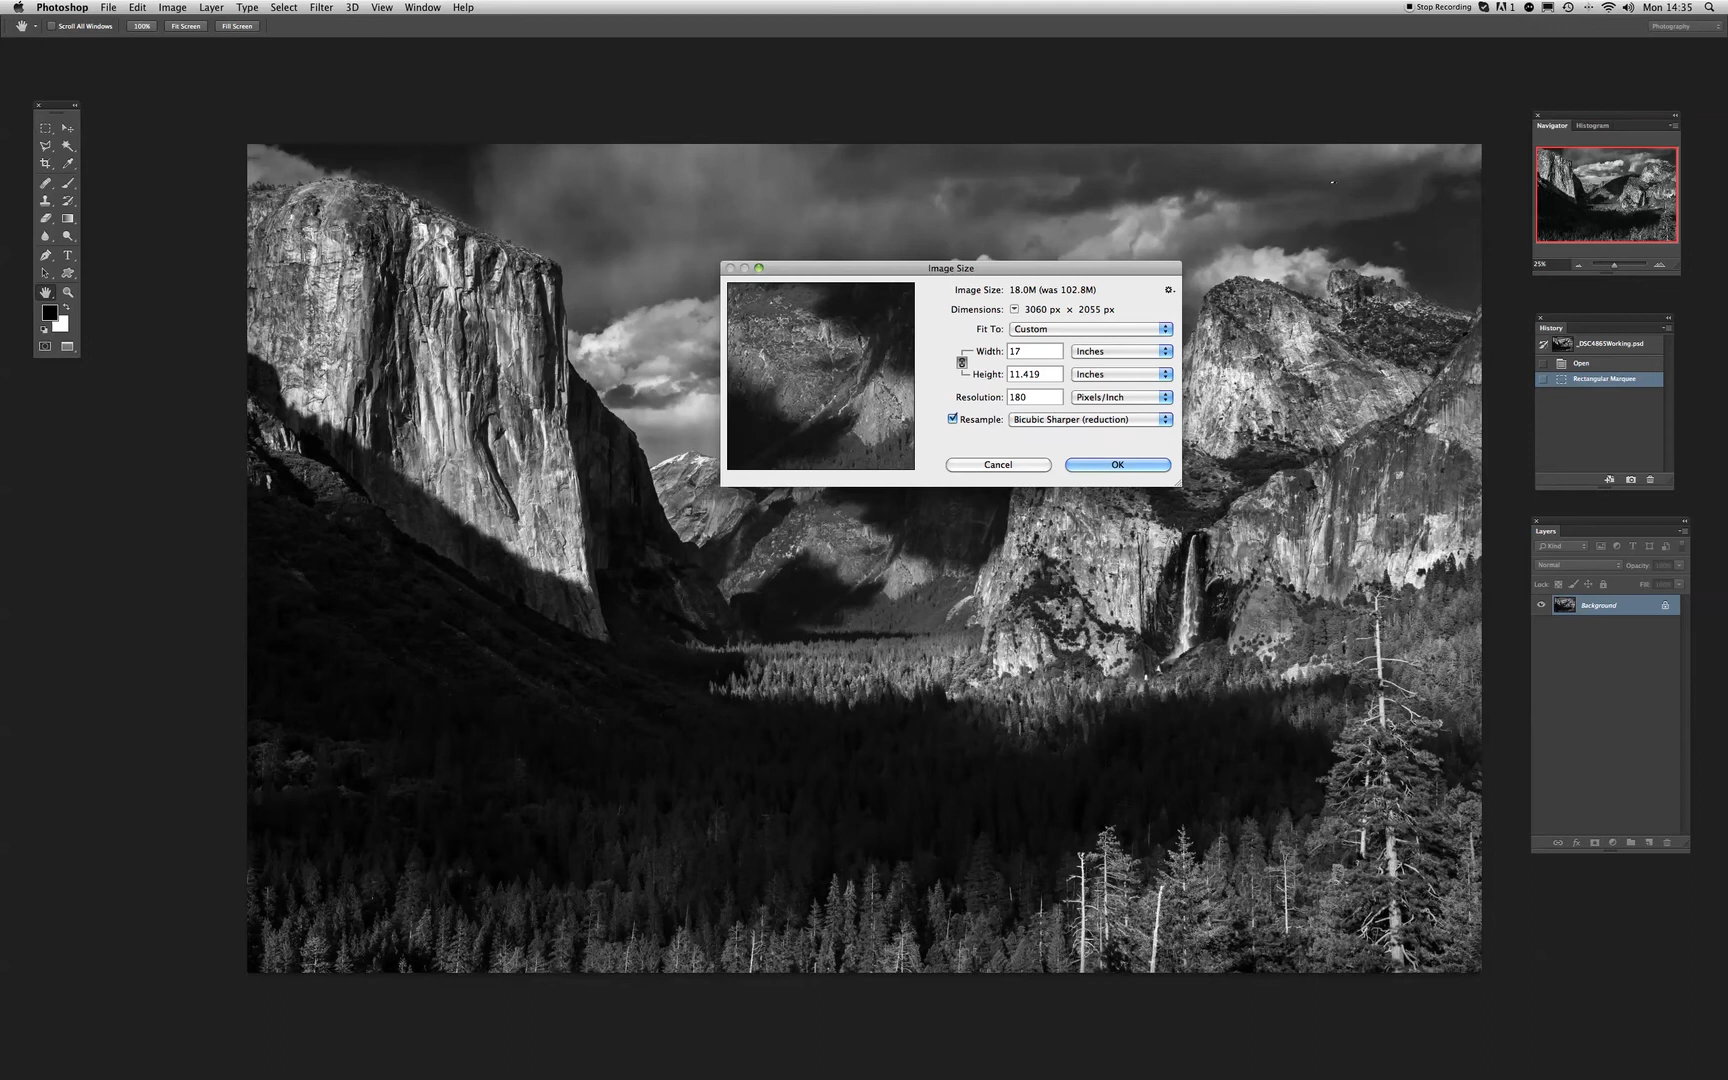 Photoshop File Edit Image Layer Type Select Filter 3D View Window Help
Stop Recording 1 Mon 14:35
Scroll All Windows 100% Fit Screen Fill Screen
Photography
Navigator Histogram
25%
Image Size
Image Size: 18.0M (was 102.8M)
Dimensions: 3060 px × 2055 px
Fit To: Custom
Width: 17 Inches
Height: 11.419 Inches
Resolution: 180 Pixels/Inch
Resample: Bicubic Sharper (reduction)
Cancel OK
History
_DSC4865Working.psd
Open
Rectangular Marquee
Layers
Kind
Normal Opacity: 100%
Lock: Fill:
Background